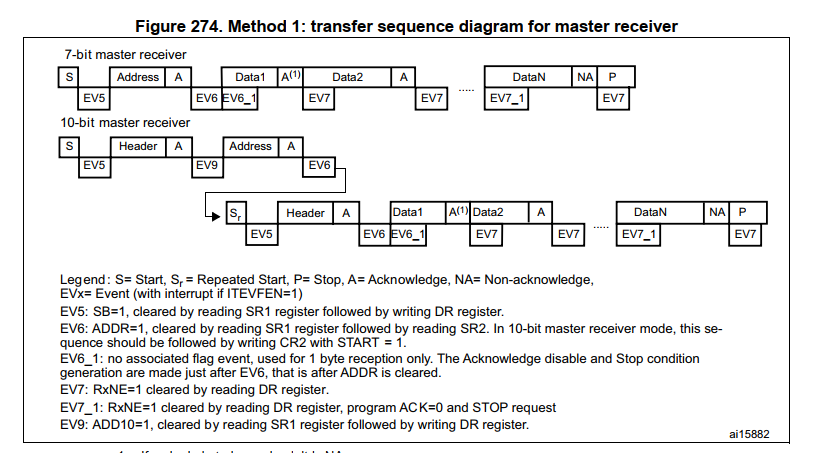 Figure 274. Method 1: transfer sequence diagram for master receiver
7-bit master receiver
S Address A Data1 A(1) Data2 A ..... DataN NA P
EV5 EV6 EV6_1 EV7 EV7 EV7_1 EV7
10-bit master receiver
S Header A Address A
EV5 EV9 EV6
Sr Header A Data1 A(1) Data2 A ..... DataN NA P
EV5 EV6 EV6_1 EV7 EV7 EV7_1 EV7
Legend: S= Start, Sr = Repeated Start, P= Stop, A= Acknowledge, NA= Non-acknowledge,
EVx= Event (with interrupt if ITEVFEN=1)
EV5: SB=1, cleared by reading SR1 register followed by writing DR register.
EV6: ADDR=1, cleared by reading SR1 register followed by reading SR2. In 10-bit master receiver mode, this se-
quence should be followed by writing CR2 with START = 1.
EV6_1: no associated flag event, used for 1 byte reception only. The Acknowledge disable and Stop condition
generation are made just after EV6, that is after ADDR is cleared.
EV7: RxNE=1 cleared by reading DR register.
EV7_1: RxNE=1 cleared by reading DR register, program ACK=0 and STOP request
EV9: ADD10=1, cleared by reading SR1 register followed by writing DR register.
ai15882